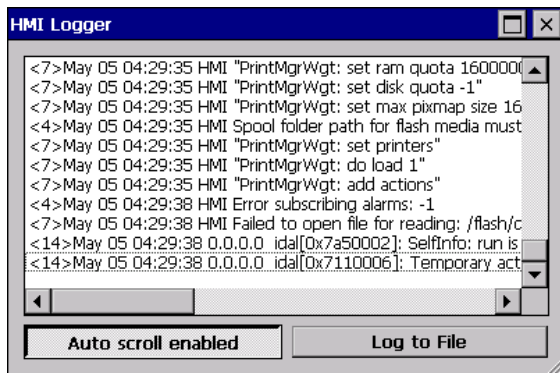 HMI Logger
<7>May 05 04:29:35 HMI "PrintMgrWgt: set ram quota 1600000
<7>May 05 04:29:35 HMI "PrintMgrWgt: set disk quota -1"
<7>May 05 04:29:35 HMI "PrintMgrWgt: set max pixmap size 16
<4>May 05 04:29:35 HMI Spool folder path for flash media must
<7>May 05 04:29:35 HMI "PrintMgrWgt: set printers"
<7>May 05 04:29:35 HMI "PrintMgrWgt: do load 1"
<7>May 05 04:29:35 HMI "PrintMgrWgt: add actions"
<4>May 05 04:29:38 HMI Error subscribing alarms: -1
<7>May 05 04:29:38 HMI Failed to open file for reading: /flash/c
<14>May 05 04:29:38 0.0.0.0  idal[0x7a50002]: SelfInfo: run is
<14>May 05 04:29:38 0.0.0.0  idal[0x7110006]: Temporary act
Auto scroll enabled
Log to File